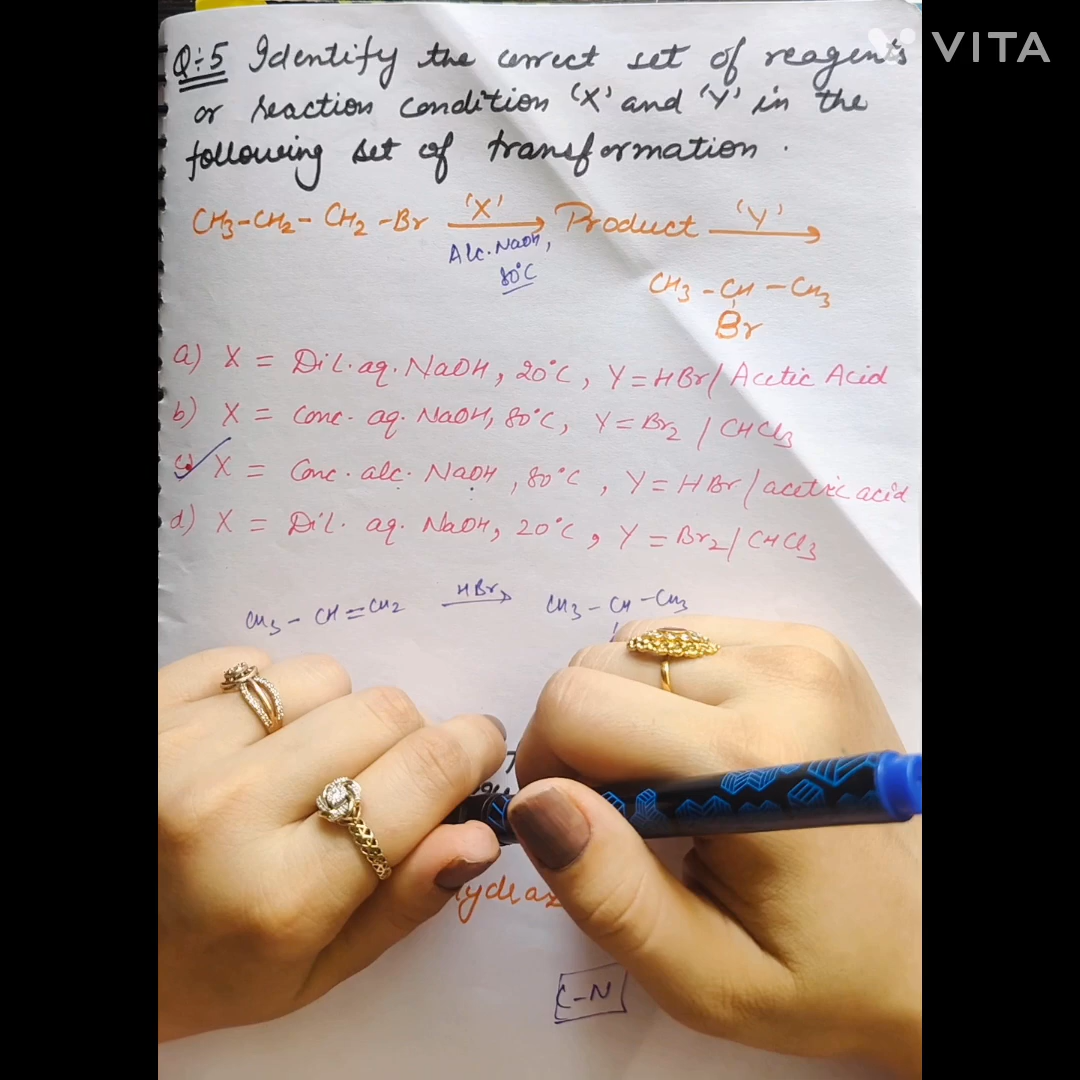 VITA
Q:-5 Identify the correct set of reagents
or reaction condition 'X' and 'Y' in the
following set of transformation.
CH3-CH2-CH2-Br 'X' Product 'Y'
Alc. NaOH,
80°C
CH3-CH-CH3
Br
a) X = Dil. aq. NaOH, 20°C, Y=HBr/Acetic Acid
b) X = Conc. aq. NaOH, 80°C, Y=Br2/CHCl3
c) X = Conc. alc. NaOH, 80°C, Y=HBr/acetic acid
d) X = Dil. aq. NaOH, 20°C, Y=Br2/CHCl3
CH3-CH=CH2 HBr CH3-CH-CH3
C-N